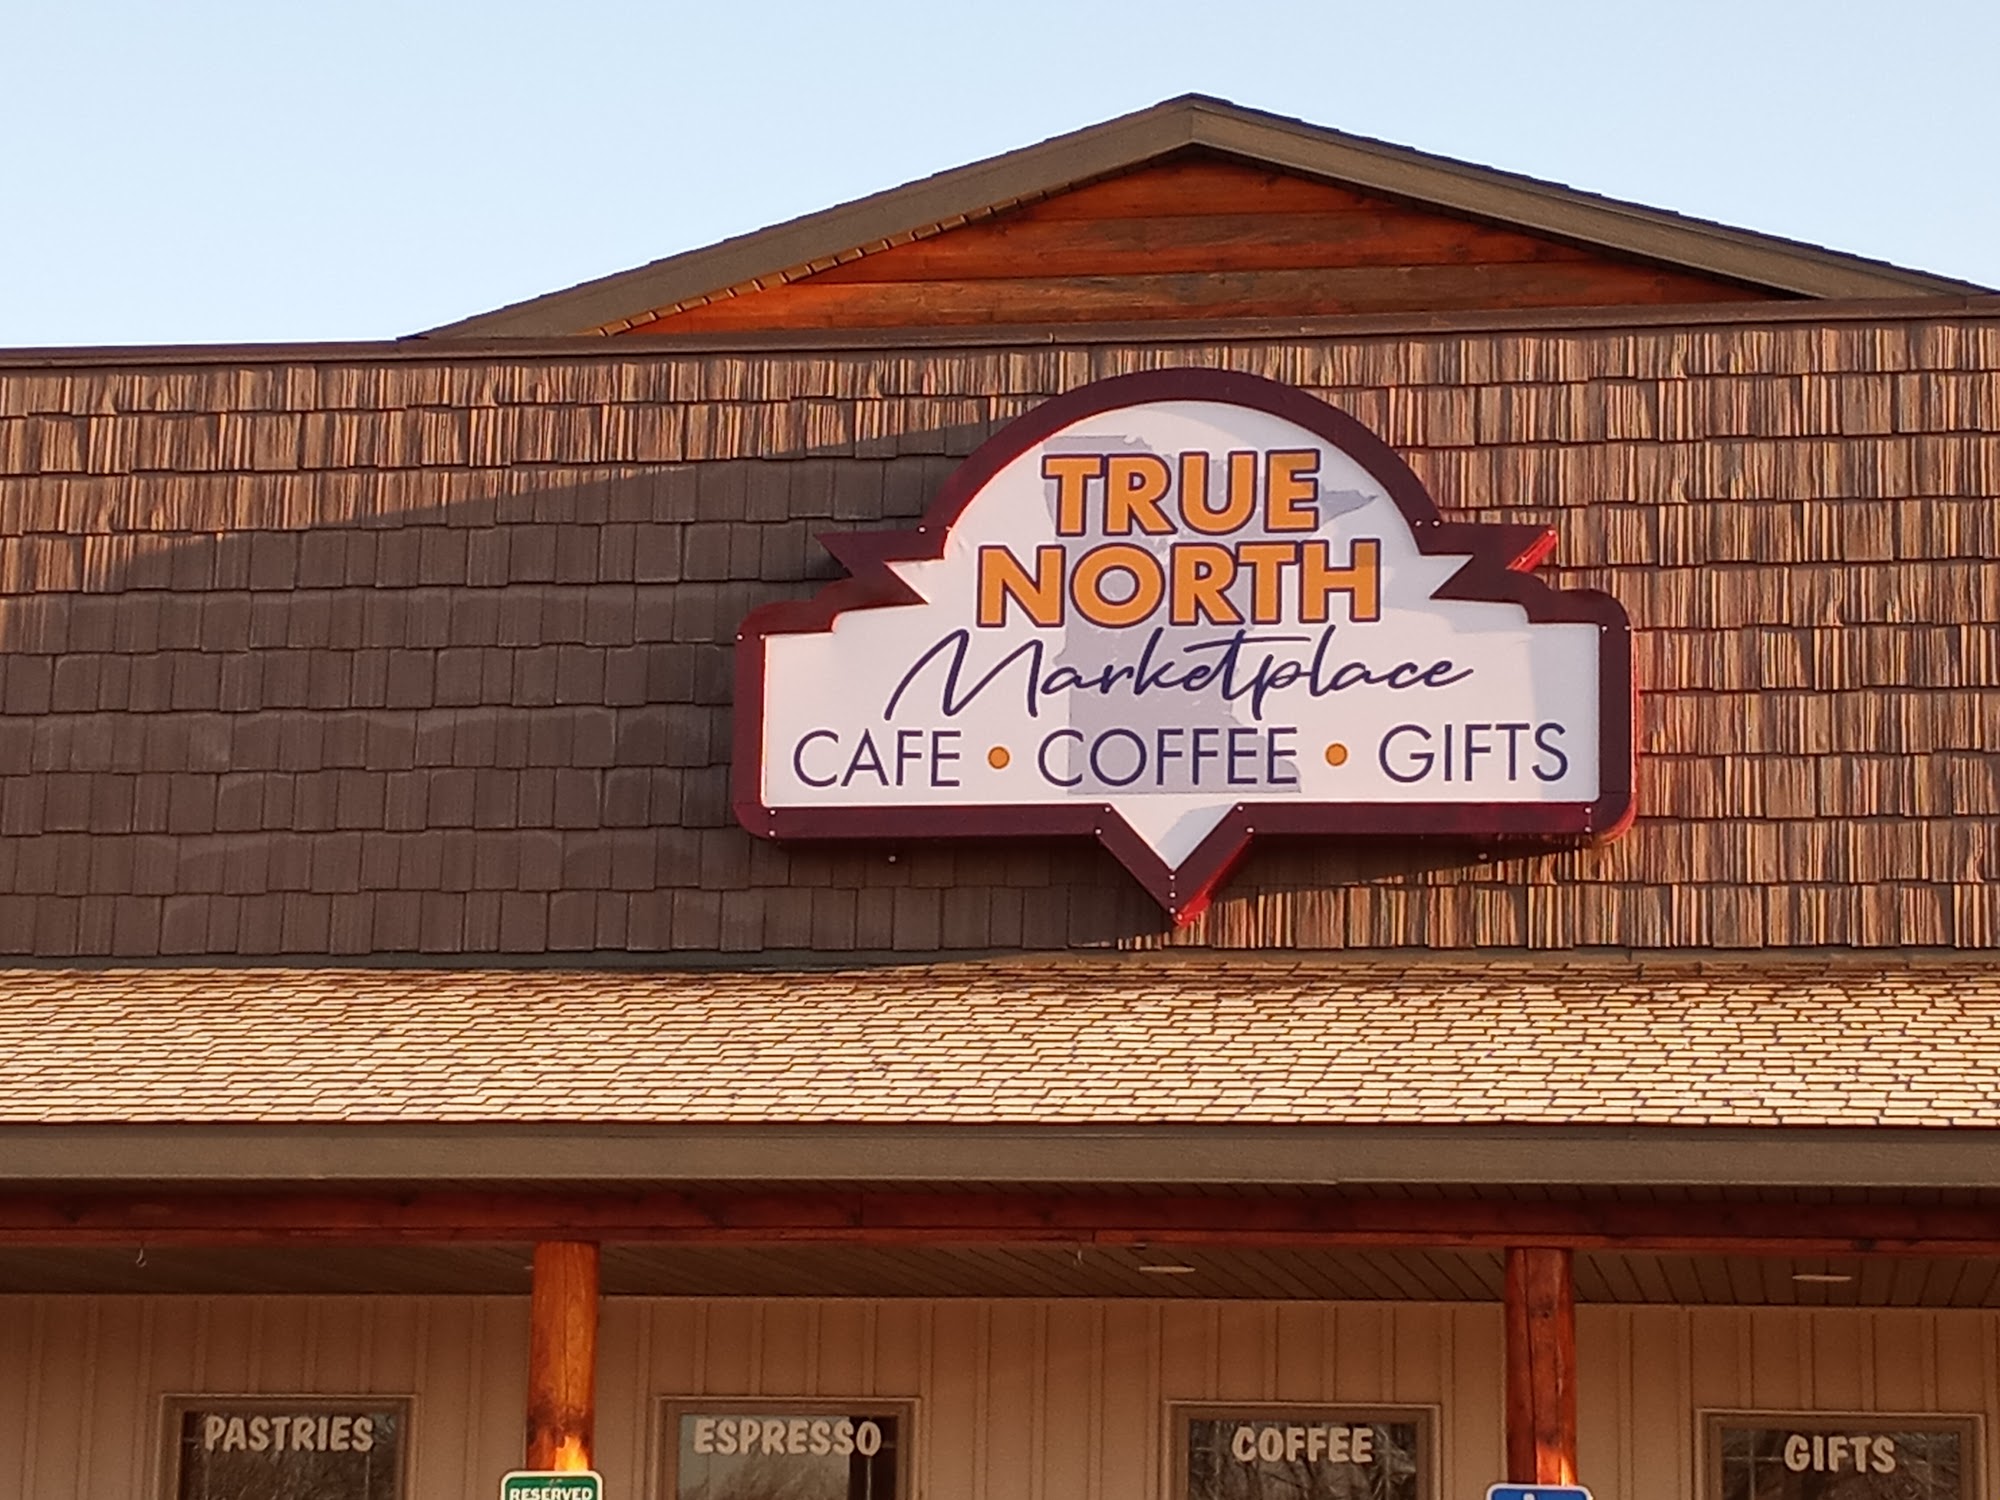 TRUE
NORTH
Marketplace
CAFE • COFFEE • GIFTS
PASTRIES
ESPRESSO
COFFEE
GIFTS
RESERVED